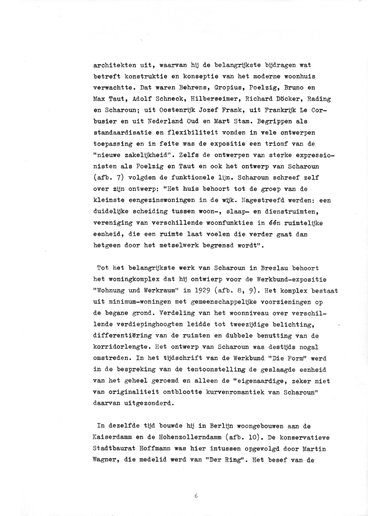 architekten uit, waarvan hij de belangrijkste bijdragen wat
betreft konstruktie en konseptie van het moderne woonhuis
verwachtte. Dat waren Behrens, Gropius, Poelzig, Bruno en
Max Taut, Adolf Schneck, Hilberseimer, Richard Döcker, Rading
en Scharoun; uit Oostenrijk Jozef Frank, uit Frankrijk Le Cor-
busier en uit Nederland Oud en Mart Stam. Begrippen als
standaardisatie en flexibiliteit vonden in vele ontwerpen
toepassing en in feite was de expositie een triomf van de
"nieuwe zakelijkheid". Zelfs de ontwerpen van sterke expressio-
nisten als Poelzig en Taut en ook het ontwerp van Scharoun
(afb. 7) volgden de funktionele lijn. Scharoun schreef zelf
over zijn ontwerp: "Het huis behoort tot de groep van de
kleinste eengezinswoningen in de wijk. Nagestreefd werden: een
duidelijke scheiding tussen woon-, slaap- en dienstruimten,
vereniging van verschillende woonfunkties in één ruimtelijke
eenheid, die een ruimte laat voelen die verder gaat dan
hetgeen door het metselwerk begrensd wordt".
Tot het belangrijkste werk van Scharoun in Breslau behoort
het woningkomplex dat hij ontwierp voor de Werkbund-expositie
"Wohnung und Werkraum" in 1929 (afb. 8, 9). Het komplex bestaat
uit minimum-woningen met gemeenschappelijke voorzieningen op
de begane grond. Verdeling van het woonniveau over verschil-
lende verdiepinghoogten leidde tot tweezijdige belichting,
differentiëring van de ruimten en dubbele benutting van de
korridorlengte. Het ontwerp van Scharoun was destijds nogal
omstreden. In het tijdschrift van de Werkbund "Die Form" werd
in de bespreking van de tentoonstelling de geslaagde eenheid
van het geheel geroemd en alleen de "eigenaardige, zeker niet
van originaliteit ontblootte kurvenromantiek van Scharoun"
daarvan uitgezonderd.
In dezelfde tijd bouwde hij in Berlijn woongebouwen aan de
Kaiserdamm en de Hohenzollerndamm (afb. 10). De konservatieve
Stadtbaurat Hoffmann was hier intussen opgevolgd door Martin
Wagner, die medelid werd van "Der Ring". Het besef van de
6